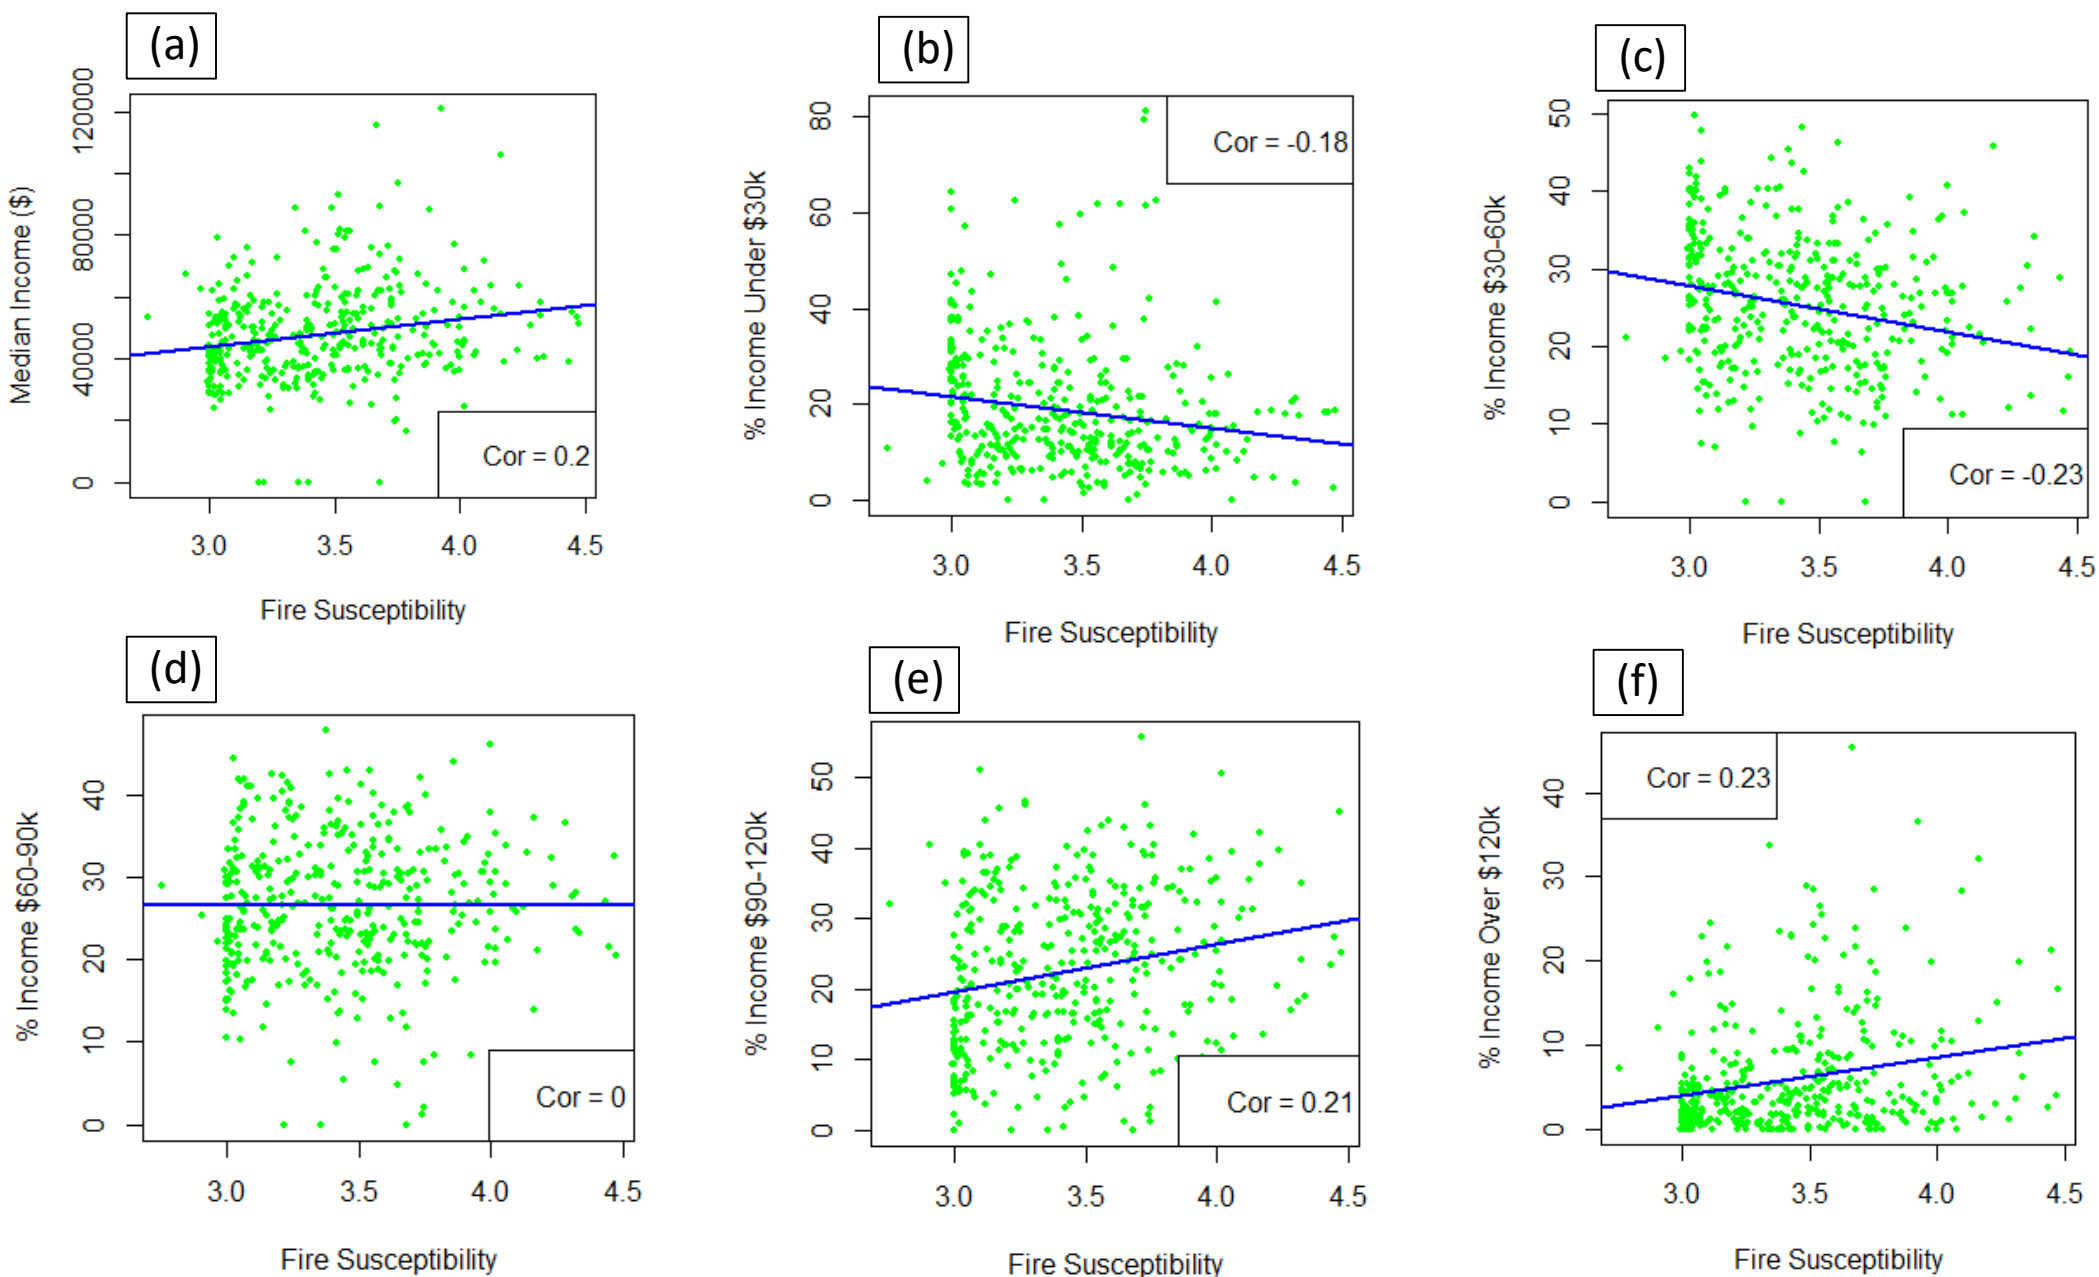 (a)
Median Income ($)
0
40000
80000
120000
Cor = 0.2
3.0 3.5 4.0 4.5
Fire Susceptibility
(b)
% Income Under $30k
0
20
40
60
80
Cor = -0.18
3.0 3.5 4.0 4.5
Fire Susceptibility
(c)
% Income $30-60k
0
10
20
30
40
50
Cor = -0.23
3.0 3.5 4.0 4.5
Fire Susceptibility
(d)
% Income $60-90k
0
10
20
30
40
Cor = 0
3.0 3.5 4.0 4.5
Fire Susceptibility
(e)
% Income $90-120k
0
10
20
30
40
50
Cor = 0.21
3.0 3.5 4.0 4.5
Fire Susceptibility
(f)
% Income Over $120k
0
10
20
30
40
Cor = 0.23
3.0 3.5 4.0 4.5
Fire Susceptibility